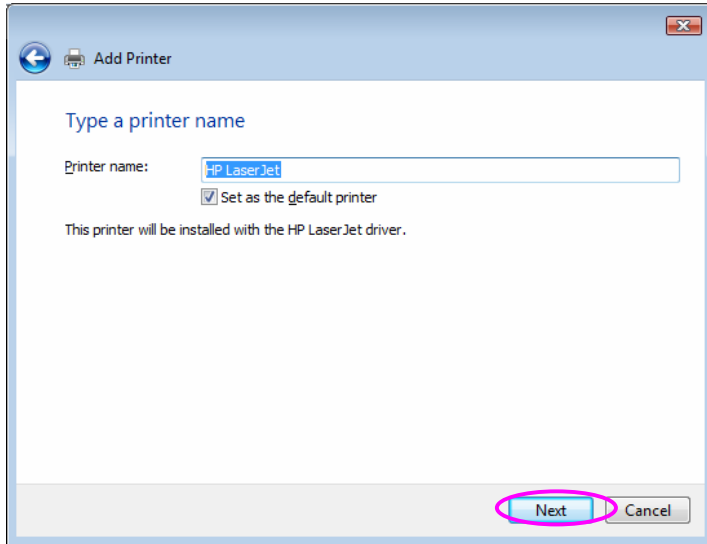 Add Printer
Type a printer name
Printer name: HP LaserJet
Set as the default printer
This printer will be installed with the HP LaserJet driver.
Next Cancel